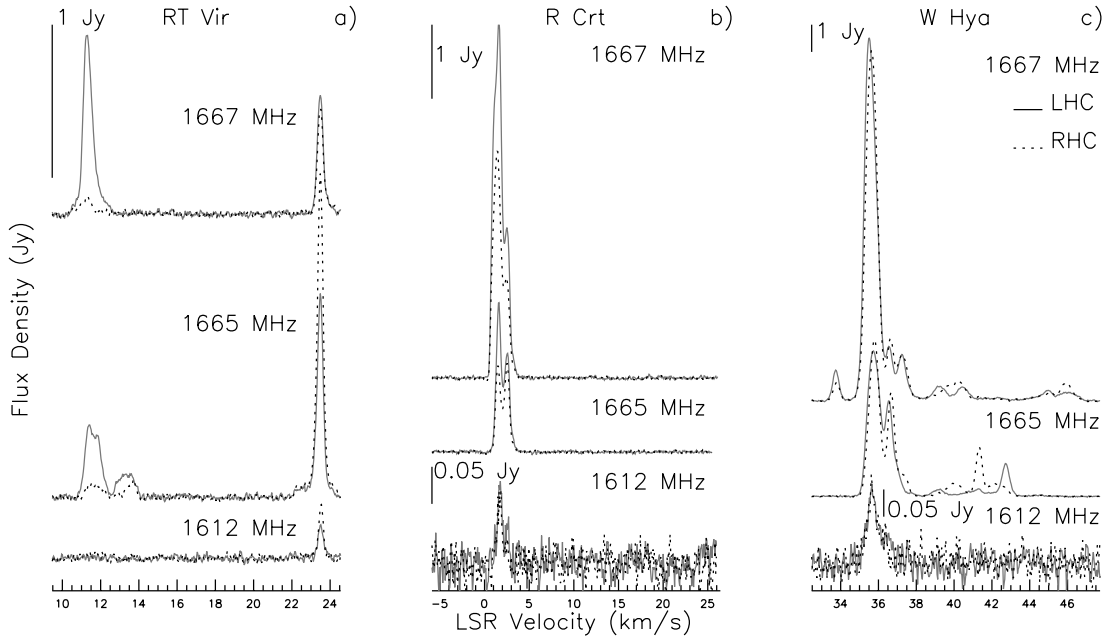 1 Jy RT Vir a)
1667 MHz
1665 MHz
1612 MHz
10 12 14 16 18 20 22 24
R Crt b)
1 Jy 1667 MHz
1665 MHz
0.05 Jy 1612 MHz
-5 0 5 10 15 20 25
W Hya c)
1 Jy
1667 MHz
LHC
RHC
1665 MHz
0.05 Jy 1612 MHz
34 36 38 40 42 44 46
Flux Density (Jy)
LSR Velocity (km/s)